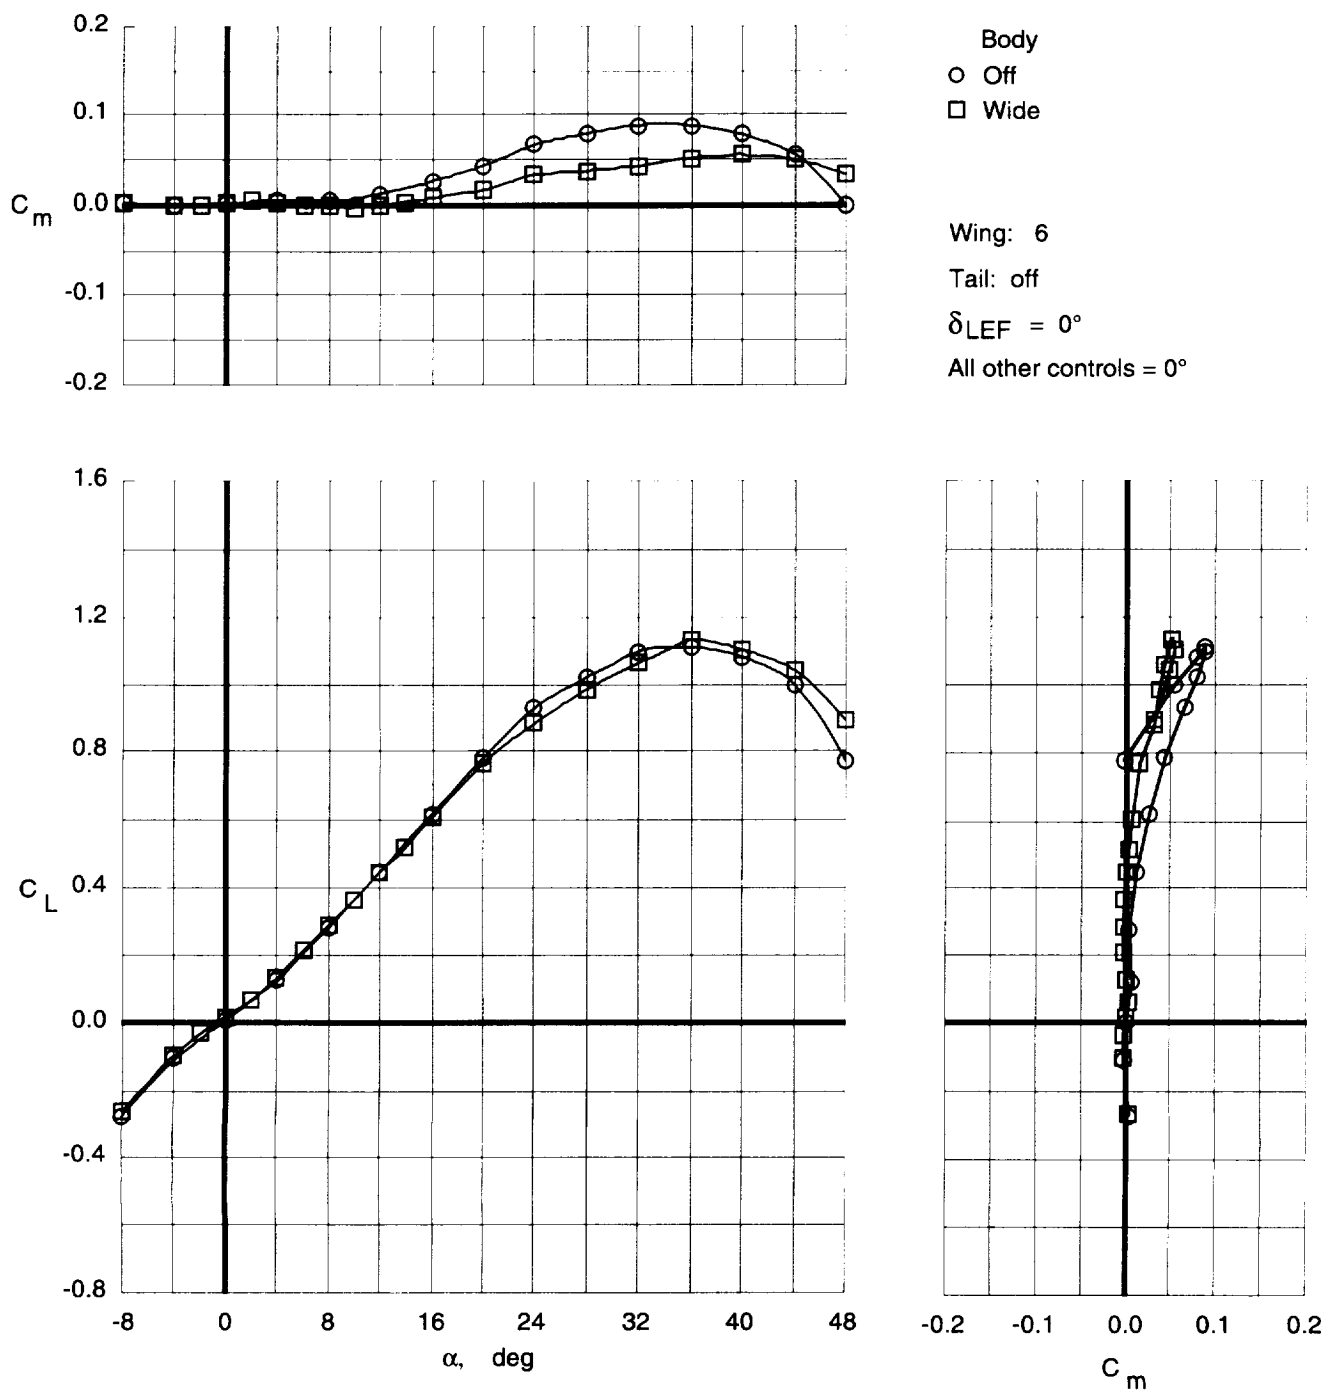 0.2
0.1
0.0
-0.1
-0.2
C m
Body
Off
Wide
Wing: 6
Tail: off
δ LEF = 0°
All other controls = 0°
1.6
1.2
0.8
0.4
0.0
-0.4
-0.8
C L
-8 0 8 16 24 32 40 48
α, deg
-0.2 -0.1 0.0 0.1 0.2
C m